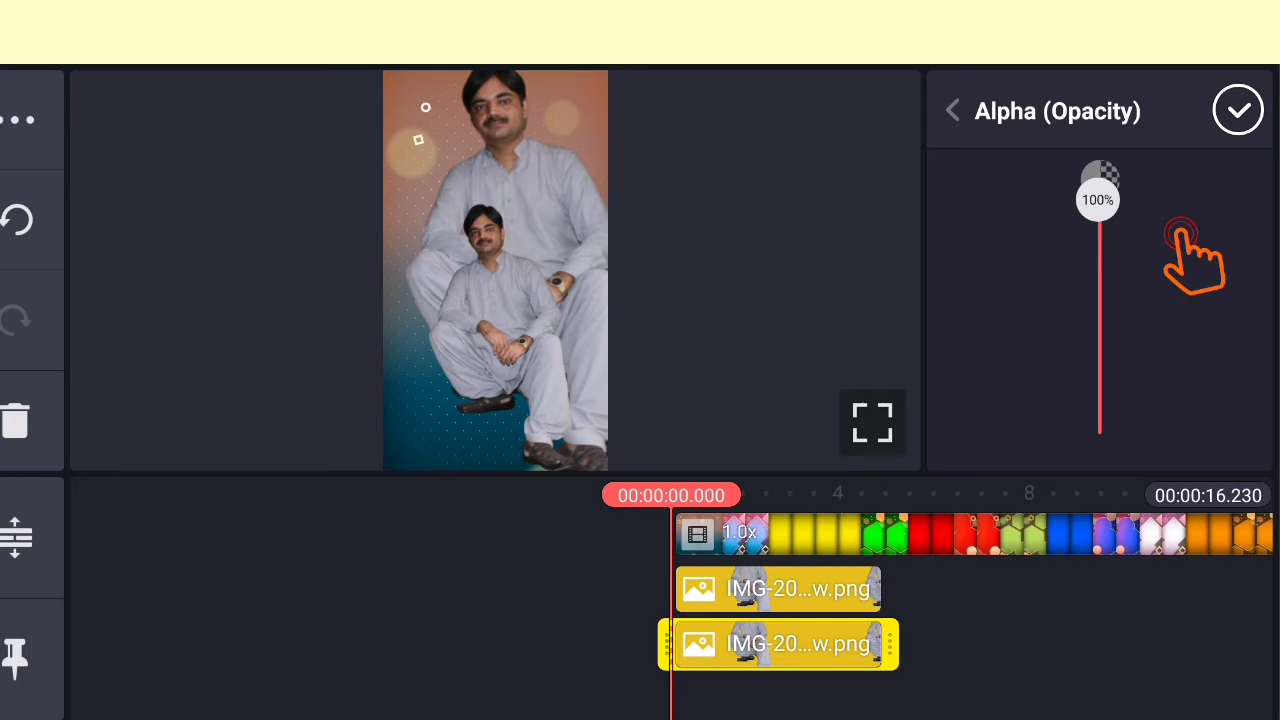 Alpha (Opacity)
100%
00:00:00.000
4
8
00:00:16.230
1.0x
IMG-20...w.png
IMG-20...w.png